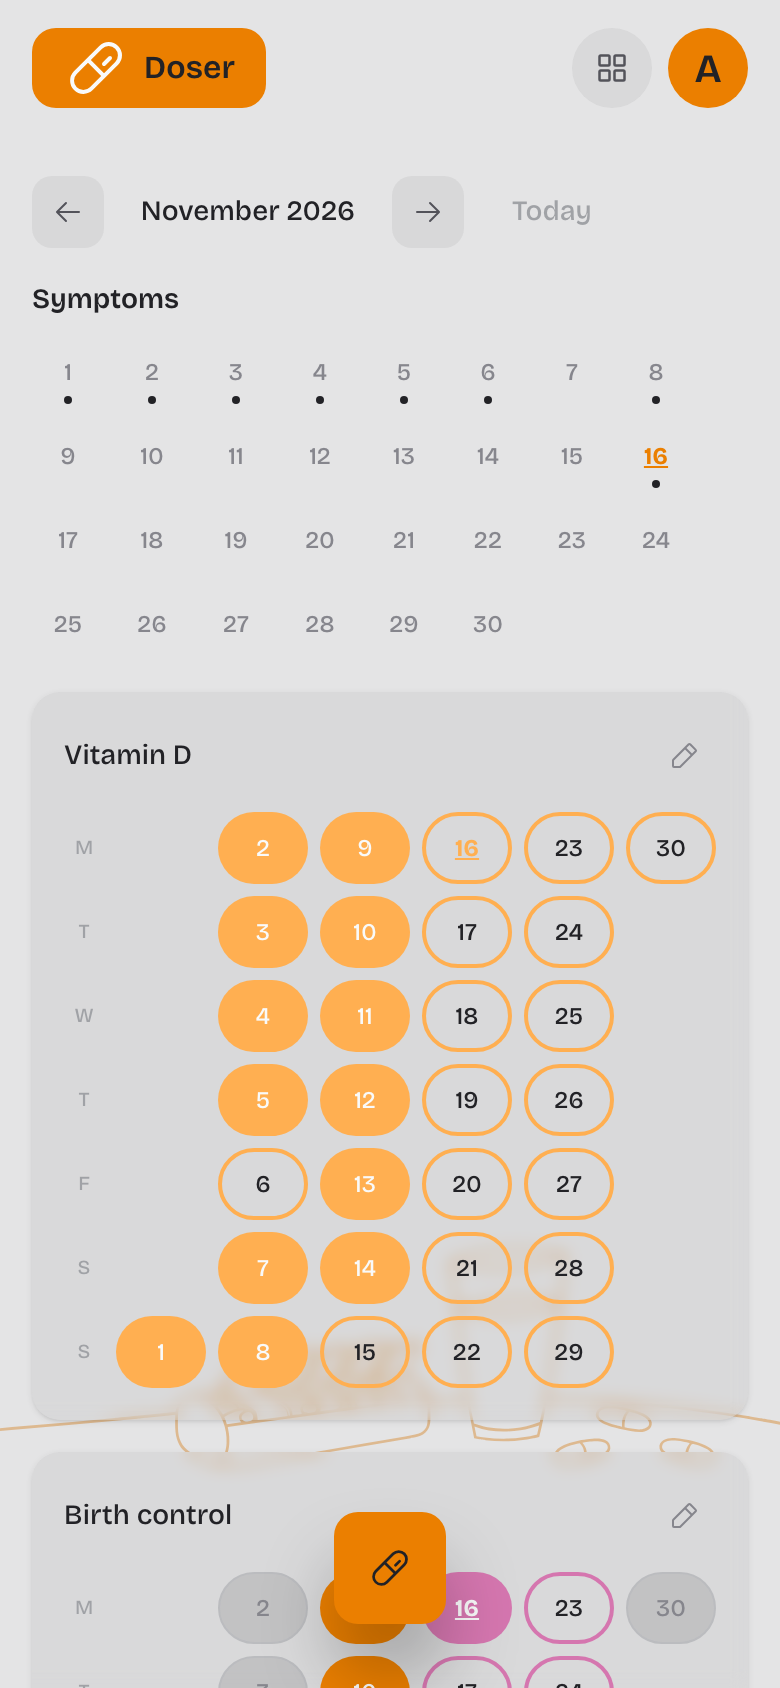 Doser
A
November 2026
Today
Symptoms
1 2 3 4 5 6 7 8
9 10 11 12 13 14 15 16
17 18 19 20 21 22 23 24
25 26 27 28 29 30
Vitamin D
M 2 9 16 23 30
T 3 10 17 24
W 4 11 18 25
T 5 12 19 26
F 6 13 20 27
S 7 14 21 28
S 1 8 15 22 29
Birth control
M 2 16 23 30